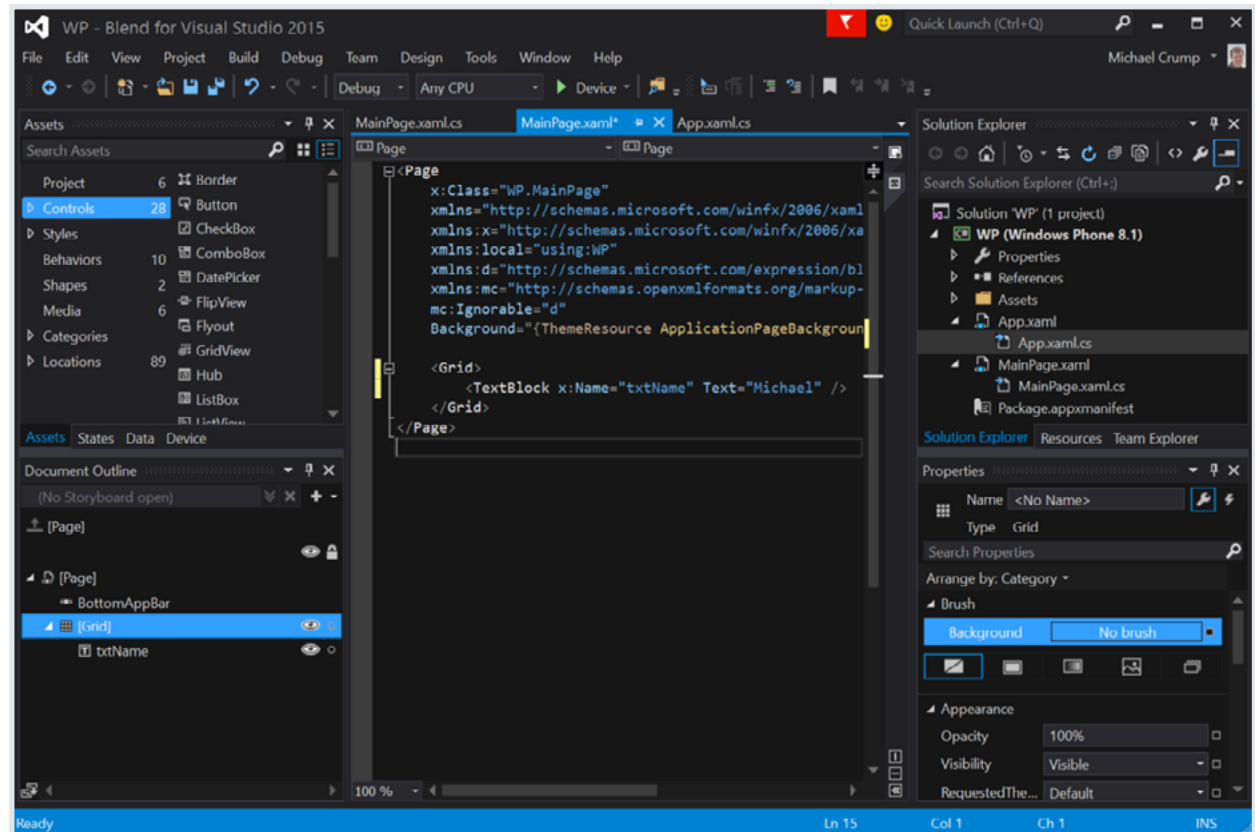 WP - Blend for Visual Studio 2015
Quick Launch (Ctrl+Q)
File Edit View Project Build Debug Team Design Tools Window Help
Michael Crump
Debug Any CPU Device
Assets
Search Assets
Project 6
Controls 28
Styles
Behaviors 10
Shapes 2
Media 6
Categories
Locations 89
Border
Button
CheckBox
ComboBox
DatePicker
FlipView
Flyout
GridView
Hub
ListBox
ListView
Assets States Data Device
Document Outline
(No Storyboard open)
[Page]
[Page]
BottomAppBar
[Grid]
txtName
MainPage.xaml.cs MainPage.xaml* App.xaml.cs
Page Page
<Page
x:Class="WP.MainPage"
xmlns="http://schemas.microsoft.com/winfx/2006/xaml
xmlns:x="http://schemas.microsoft.com/winfx/2006/xa
xmlns:local="using:WP"
xmlns:d="http://schemas.microsoft.com/expression/bl
xmlns:mc="http://schemas.openxmlformats.org/markup-
mc:Ignorable="d"
Background="{ThemeResource ApplicationPageBackgroun
<Grid>
<TextBlock x:Name="txtName" Text="Michael" />
</Grid>
</Page>
100 %
Solution Explorer
Search Solution Explorer (Ctrl+;)
Solution 'WP' (1 project)
WP (Windows Phone 8.1)
Properties
References
Assets
App.xaml
App.xaml.cs
MainPage.xaml
MainPage.xaml.cs
Package.appxmanifest
Solution Explorer Resources Team Explorer
Properties
Name <No Name>
Type Grid
Search Properties
Arrange by: Category
Brush
Background No brush
Appearance
Opacity 100%
Visibility Visible
RequestedThe... Default
Ready Ln 15 Col 1 Ch 1 INS